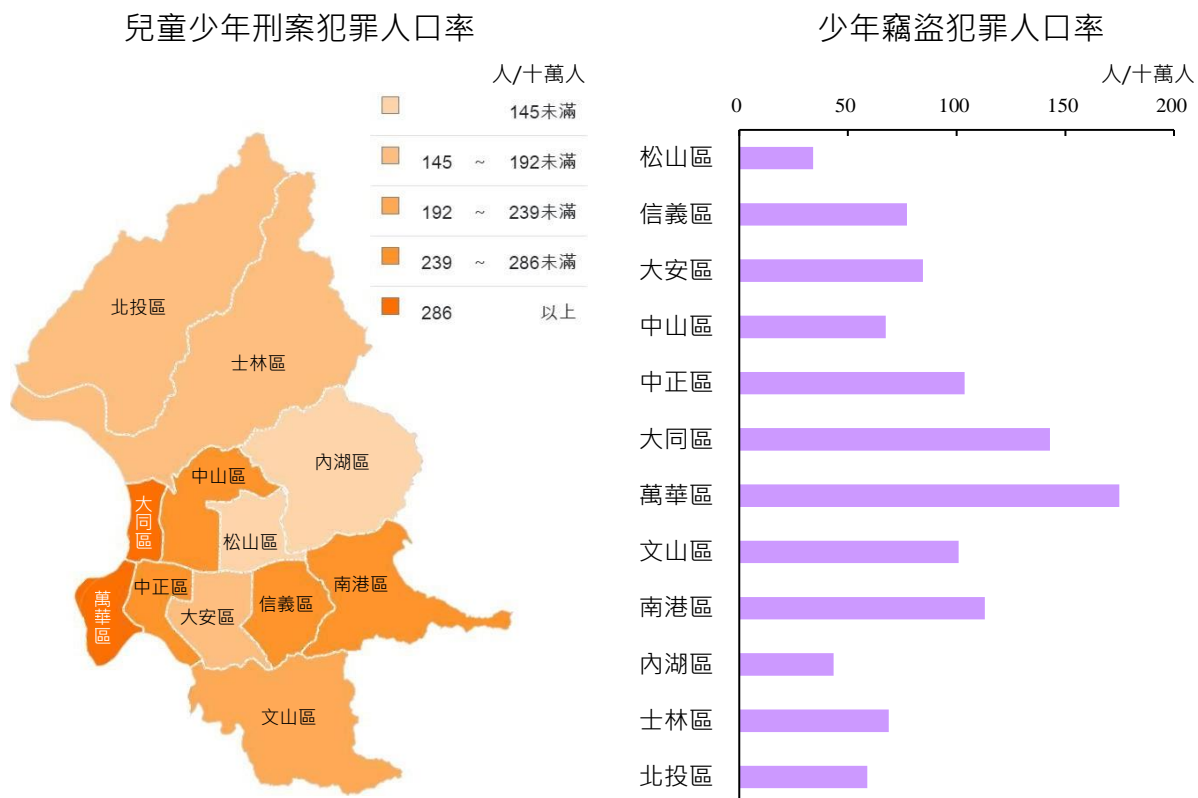 兒童少年刑案犯罪人口率
人/十萬人
145未滿
145 ~ 192未滿
192 ~ 239未滿
239 ~ 286未滿
286 以上
北投區
士林區
內湖區
中山區
大同區
松山區
南港區
中正區
信義區
大安區
萬華區
文山區
少年竊盜犯罪人口率
人/十萬人
0 50 100 150 200
松山區
信義區
大安區
中山區
中正區
大同區
萬華區
文山區
南港區
內湖區
士林區
北投區